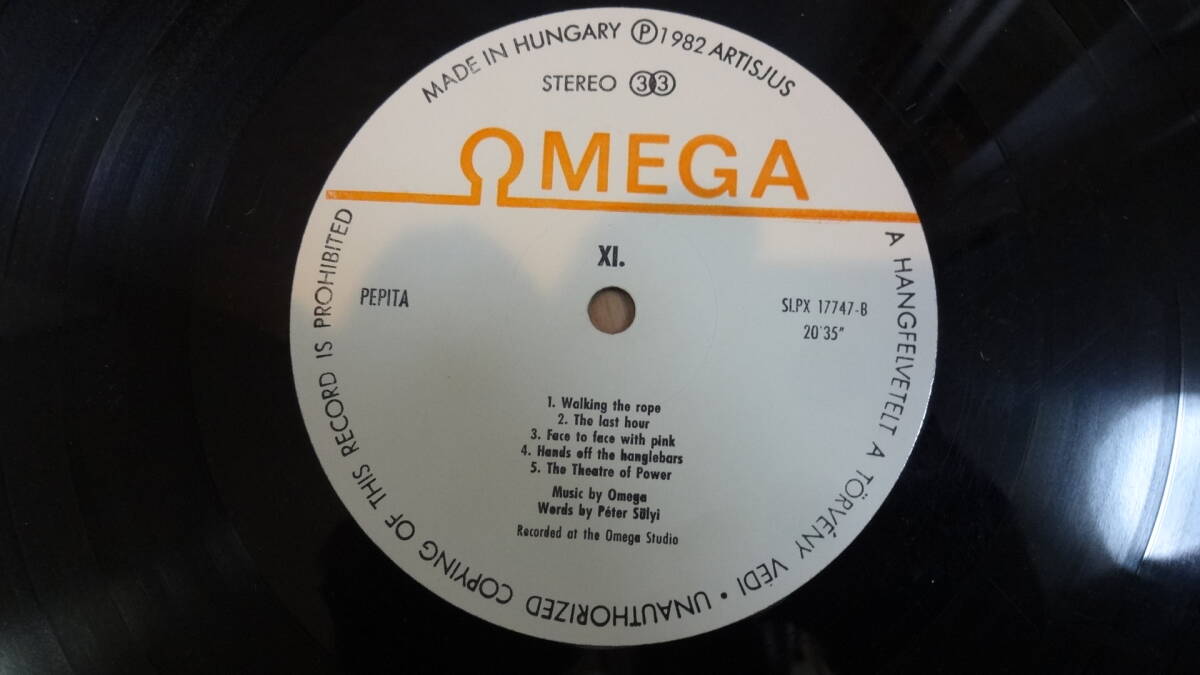 MADE IN HUNGARY Ⓟ 1982 ARTISJUS
STEREO 33
ΩMEGA
XI.
PEPITA
SLPX 17747-B
20'35"
1. Walking the rope
2. The last hour
3. Face to face with pink
4. Hands off the hanglebars
5. The Theatre of Power
Music by Omega
Words by Péter Sülyi
Recorded at the Omega Studio
A HANGFELVETELT A TÖRVÉNY VÉDI • UNAUTHORIZED COPYING OF THIS RECORD IS PROHIBITED